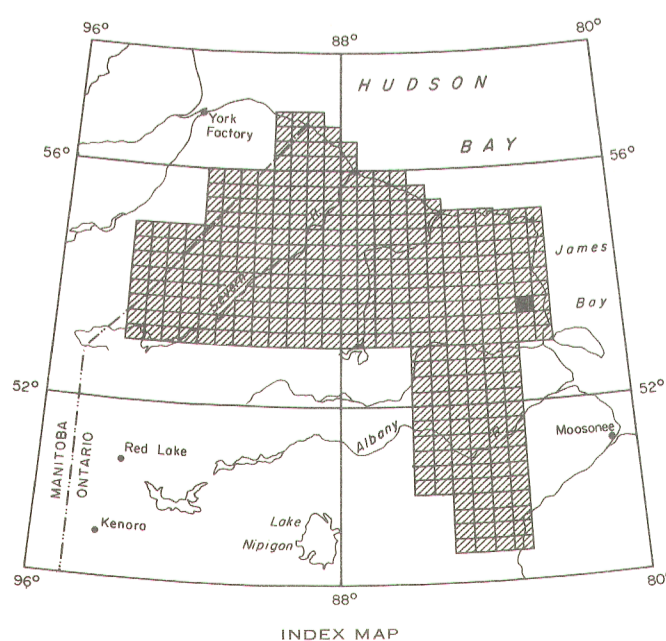 96°
88°
80°
HUDSON
BAY
York
Factory
56°
56°
R.
James
Bay
Severn
52°
52°
Albany
R.
Moosonee
MANITOBA
ONTARIO
Red Lake
Kenora
Lake
Nipigon
96°
88°
80°
INDEX MAP